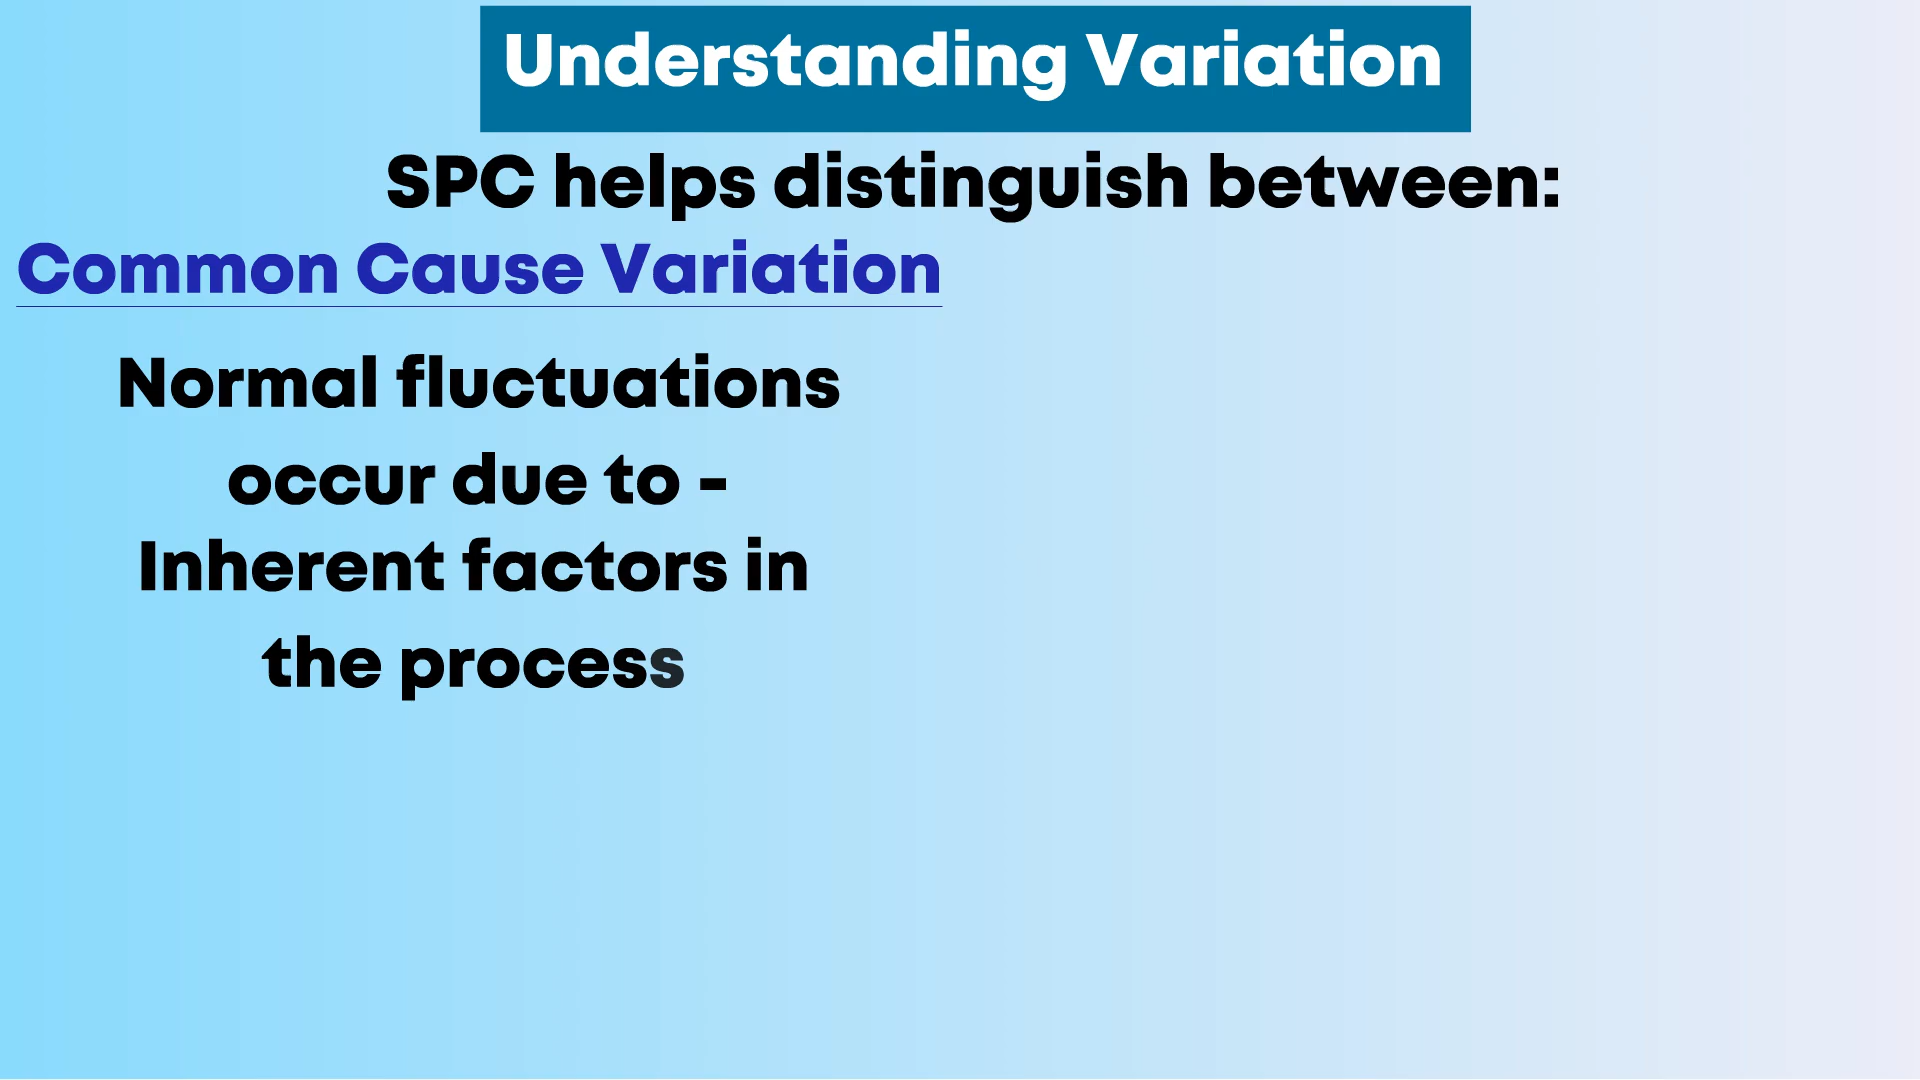 Understanding Variation
SPC helps distinguish between:
Common Cause Variation
Normal fluctuations
occur due to -
Inherent factors in
the process